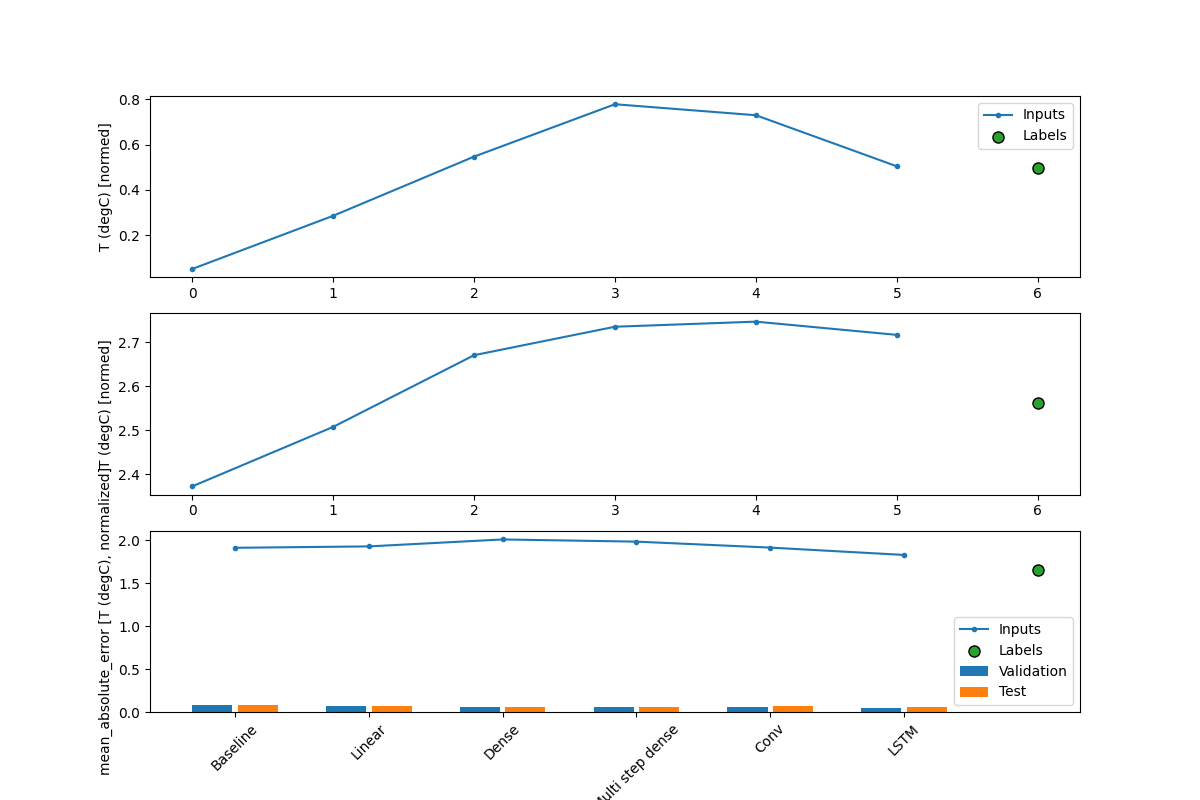 T (degC) [normed]
0.8
0.6
0.4
0.2
Inputs
Labels
0 1 2 3 4 5 6
T (degC) [normed]
2.7
2.6
2.5
2.4
0 1 2 3 4 5 6
mean_absolute_error [T (degC), normalized]
2.0
1.5
1.0
0.5
0.0
Inputs
Labels
Validation
Test
Baseline
Linear
Dense
Multi step dense
Conv
LSTM